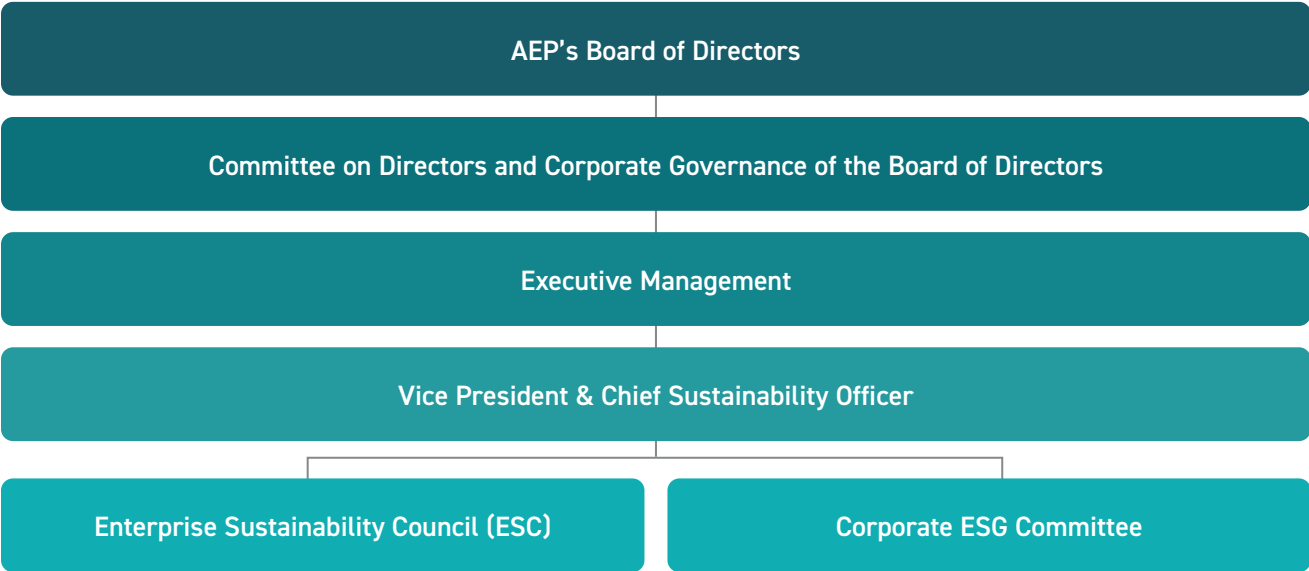 AEP’s Board of Directors
Committee on Directors and Corporate Governance of the Board of Directors
Executive Management
Vice President & Chief Sustainability Officer
Enterprise Sustainability Council (ESC)
Corporate ESG Committee